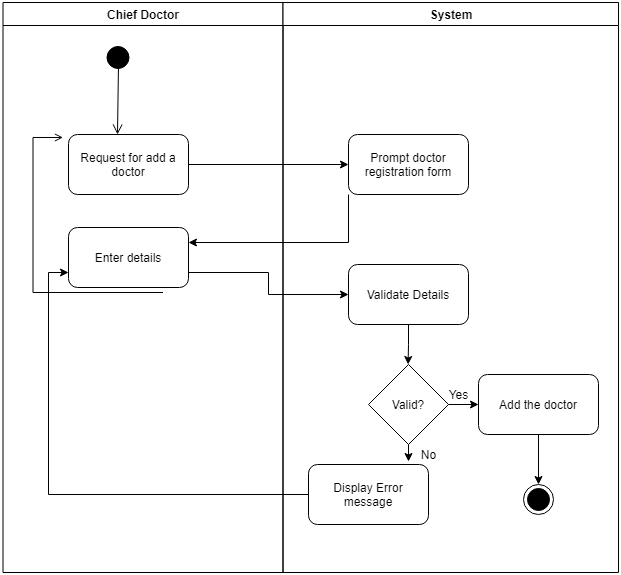 Chief Doctor
System
Request for add a
doctor
Prompt doctor
registration form
Enter details
Validate Details
Valid?
Yes
Add the doctor
No
Display Error
message